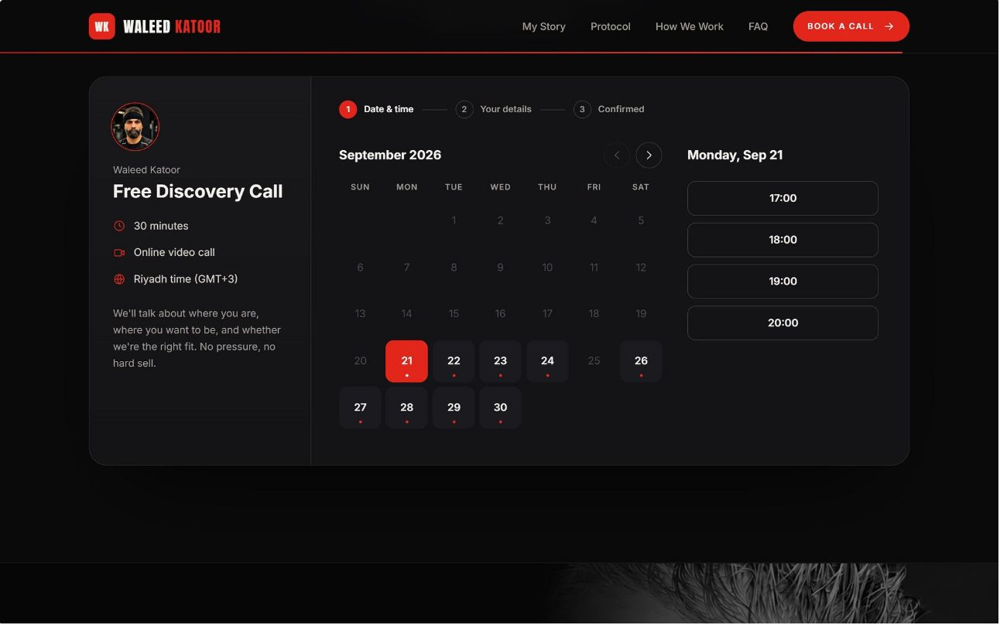 WK WALEED KATOOR
My Story Protocol How We Work FAQ BOOK A CALL →
Waleed Katoor
Free Discovery Call
30 minutes
Online video call
Riyadh time (GMT+3)
We'll talk about where you are,
where you want to be, and whether
we're the right fit. No pressure, no
hard sell.
1 Date & time 2 Your details 3 Confirmed
September 2026
SUN MON TUE WED THU FRI SAT
1 2 3 4 5
6 7 8 9 10 11 12
13 14 15 16 17 18 19
20 21 22 23 24 25 26
27 28 29 30
Monday, Sep 21
17:00
18:00
19:00
20:00